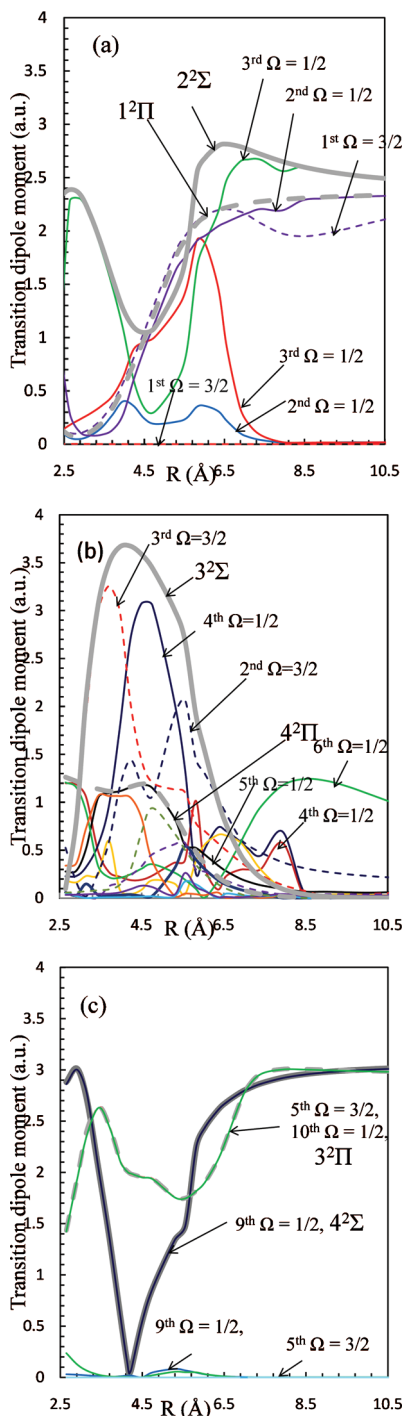 (a)
Transition dipole moment (a.u.)
4
3.5
3
2.5
2
1.5
1
0.5
0
2.5
4.5
6.5
8.5
10.5
R (Å)
2²Σ
3rd Ω = 1/2
1²Π
2nd Ω = 1/2
1st Ω = 3/2
1st Ω = 3/2
3rd Ω = 1/2
2nd Ω = 1/2
(b)
Transition dipole moment (a.u.)
4
3.5
3
2.5
2
1.5
1
0.5
0
2.5
4.5
6.5
8.5
10.5
R (Å)
3rd Ω=3/2
3²Σ
4th Ω=1/2
2nd Ω=3/2
4²Π
6th Ω=1/2
5th Ω=1/2
4th Ω=1/2
(c)
Transition dipole moment (a.u.)
4
3.5
3
2.5
2
1.5
1
0.5
0
2.5
4.5
6.5
8.5
10.5
R (Å)
5th Ω = 3/2,
10th Ω = 1/2,
3²Π
9th Ω = 1/2, 4²Σ
9th Ω = 1/2,
5th Ω = 3/2